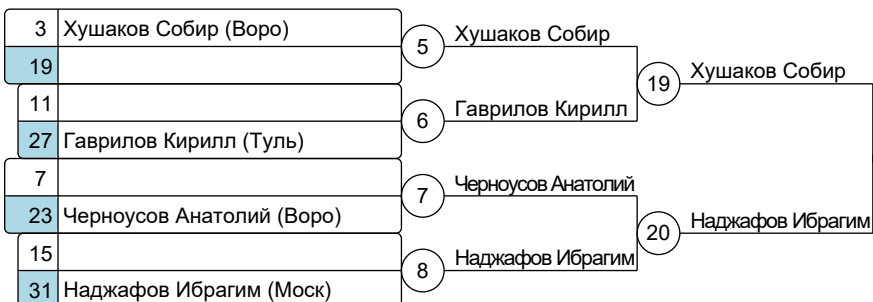 3 Хушаков Собир (Воро)
19
11
27 Гаврилов Кирилл (Туль)
7
23 Черноусов Анатолий (Воро)
15
31 Наджафов Ибрагим (Моск)
5 Хушаков Собир
6 Гаврилов Кирилл
7 Черноусов Анатолий
8 Наджафов Ибрагим
19 Хушаков Собир
20 Наджафов Ибрагим